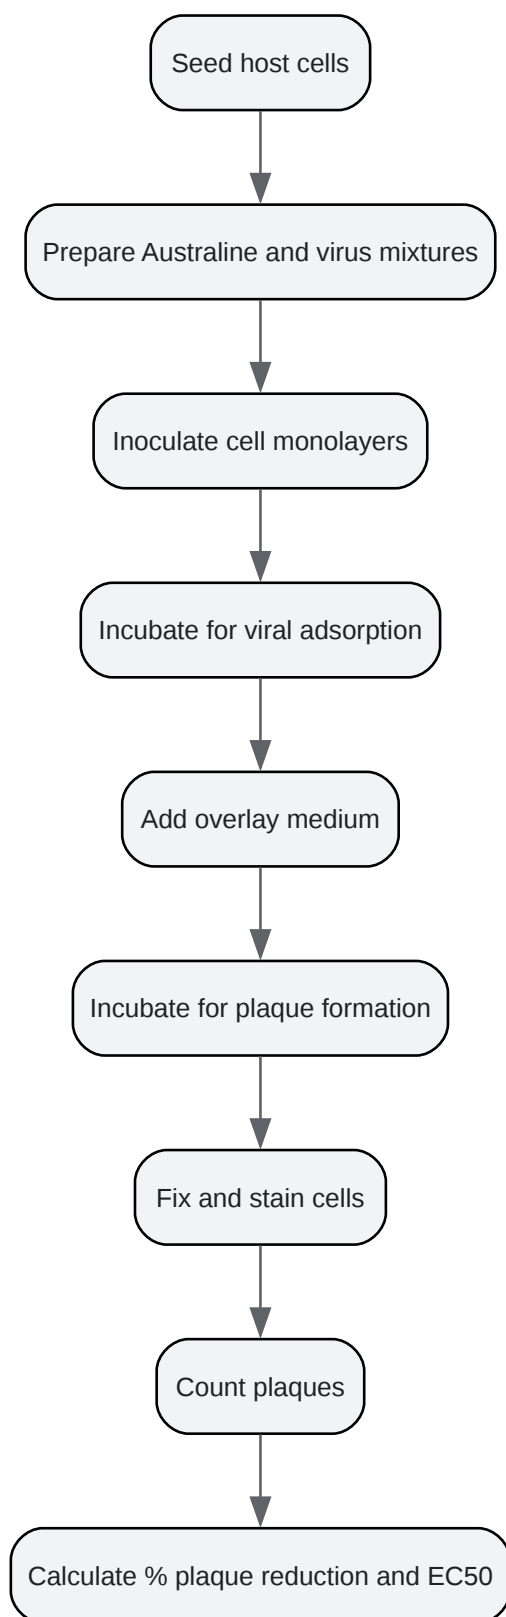 Seed host cells
Prepare Australine and virus mixtures
Inoculate cell monolayers
Incubate for viral adsorption
Add overlay medium
Incubate for plaque formation
Fix and stain cells
Count plaques
Calculate % plaque reduction and EC50